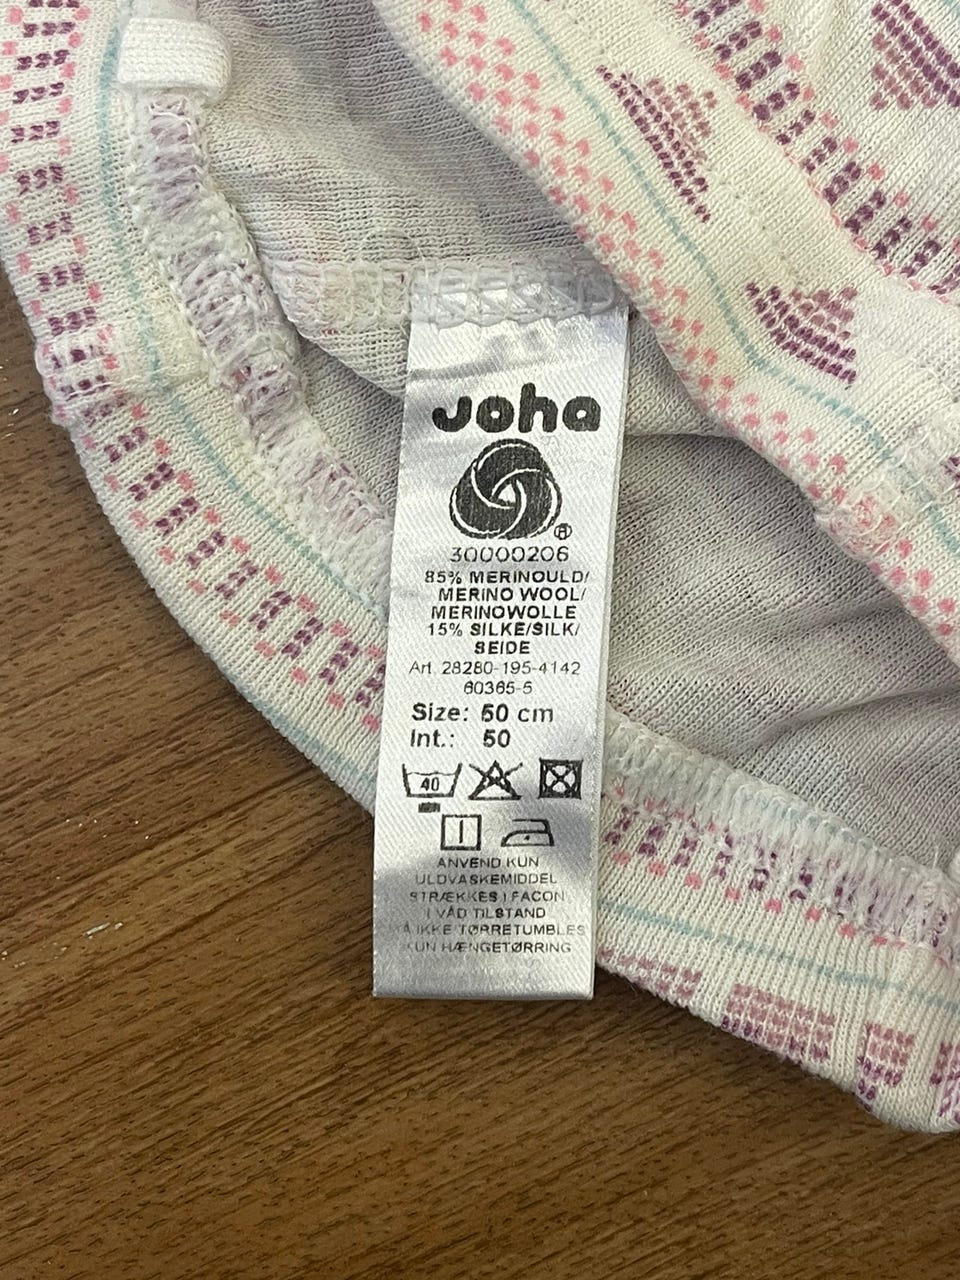 Joha
®
30000206
85% MERINOULD/
MERINO WOOL/
MERINOWOLLE
15% SILKE/SILK/
SEIDE
Art. 28280-195-4142
60365-5
Size: 50 cm
Int.: 50
40
ANVEND KUN
ULDVASKEMIDDEL
STRÆKKES I FACON
I VÅD TILSTAND
MÅ IKKE TØRRETUMBLES
KUN HÆNGETØRRING